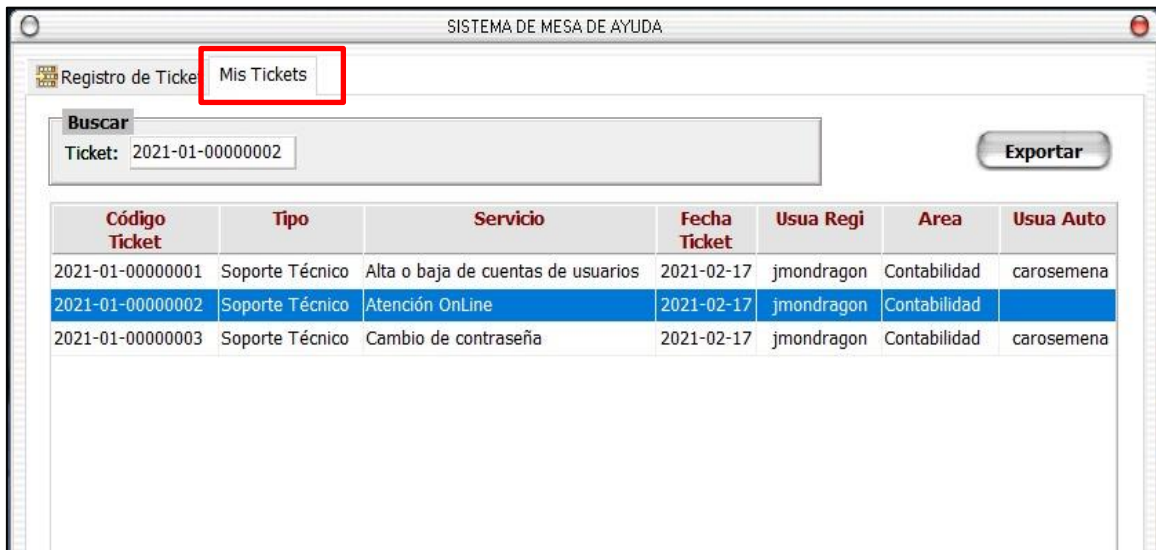 SISTEMA DE MESA DE AYUDA
Registro de Ticket Mis Tickets
Buscar
Ticket: 2021-01-00000002
Exportar
Código Ticket Tipo Servicio Fecha Ticket Usua Regi Area Usua Auto
2021-01-00000001 Soporte Técnico Alta o baja de cuentas de usuarios 2021-02-17 jmondragon Contabilidad carosemena
2021-01-00000002 Soporte Técnico Atención OnLine 2021-02-17 jmondragon Contabilidad
2021-01-00000003 Soporte Técnico Cambio de contraseña 2021-02-17 jmondragon Contabilidad carosemena